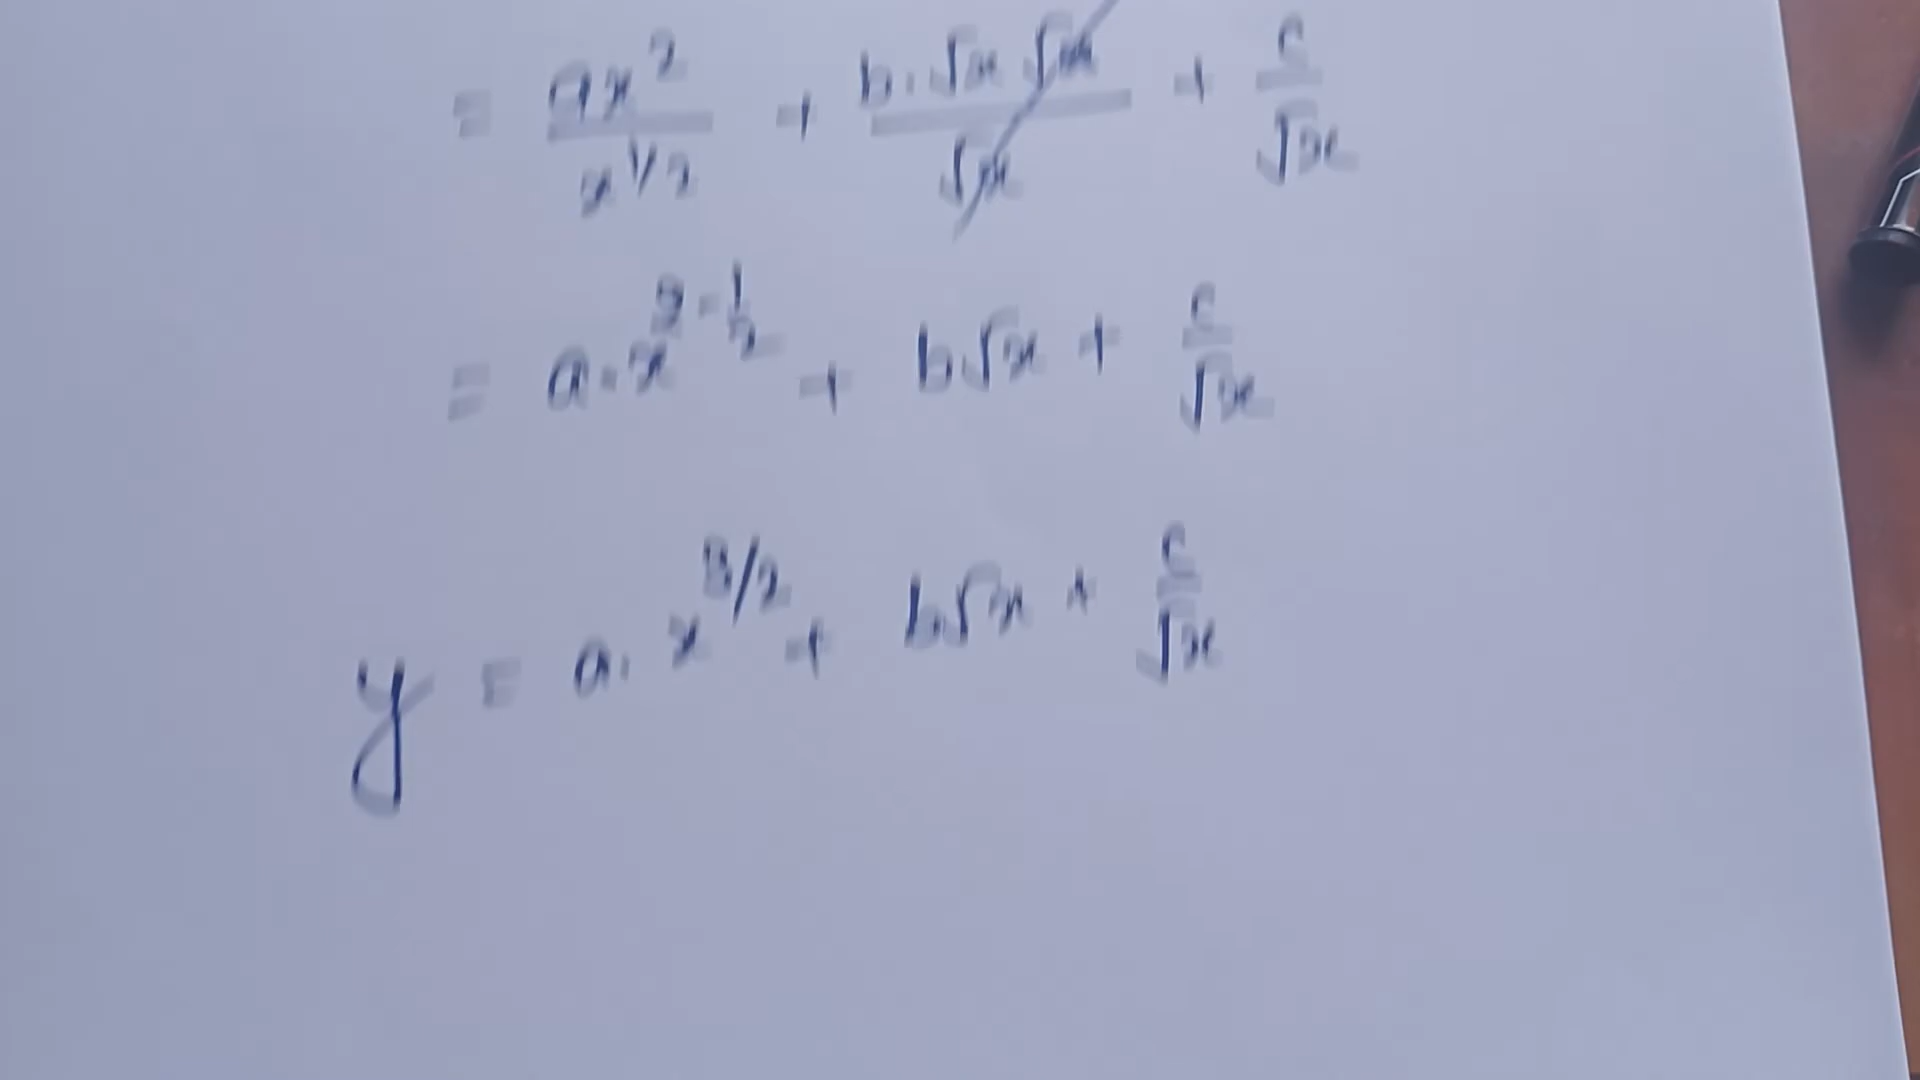 = ax²/x^1/2 + b.√x √x/√x + c/√x
= a.x^2-1/2 + b.√x + c/√x
y = a. x^3/2 + b√x + c/√x